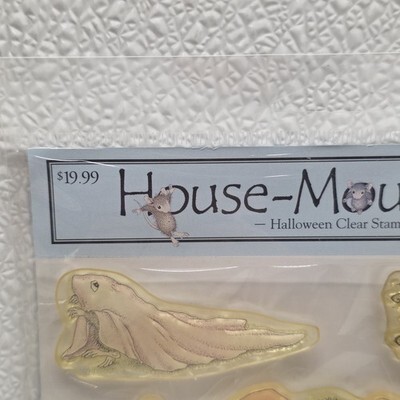 $19.99
House-Mou
— Halloween Clear Stam